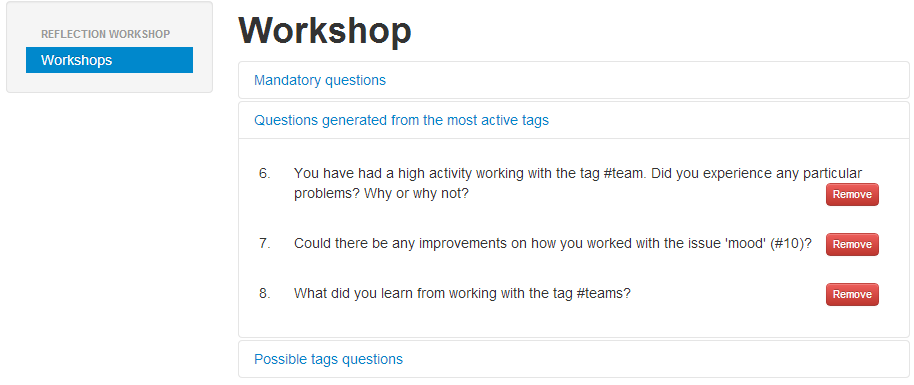 REFLECTION WORKSHOP
Workshops
Workshop
Mandatory questions
Questions generated from the most active tags
6. You have had a high activity working with the tag #team. Did you experience any particular
problems? Why or why not?
Remove
7. Could there be any improvements on how you worked with the issue 'mood' (#10)? Remove
8. What did you learn from working with the tag #teams? Remove
Possible tags questions